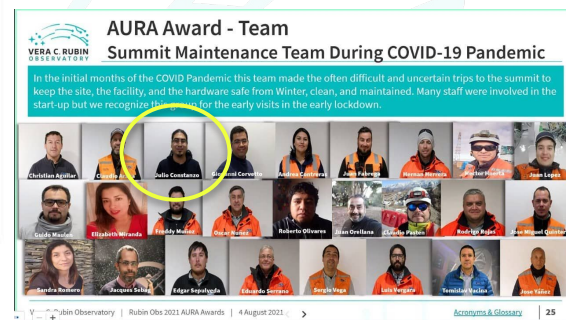 VERA C. RUBIN
OBSERVATORY
AURA Award - Team
Summit Maintenance Team During COVID-19 Pandemic
In the initial months of the COVID Pandemic this team made the often difficult and uncertain trips to the summit to
keep the site, the facility, and the hardware safe from Winter, clean, and maintained. Many staff were involved in the
start-up but we recognize this group for the early visits in the early lockdown.
Christian Aguilar
Claudio
Julio Constanzo
Giovanni Corvetto
Andrea Contreras
Juan Fabrega
Hernan Herrera
Juan Lopez
Guido Maulen
Elizabeth Miranda
Freddy Muñoz
Oscar Nuñez
Roberto Olivares
Juan Orellana
Claudio Pasten
Rodrigo Rojas
Jose Miguel Quinter
Sandra Romero
Jacques Sebag
Edgar Sepulveda
Eduardo Serrano
Sergio Vega
Luis Vergara
Tomislav Vucina
Jose Yañez
Rubin Observatory | Rubin Obs 2021 AURA Awards | 4 August 2021
Acronyms & Glossary | 25